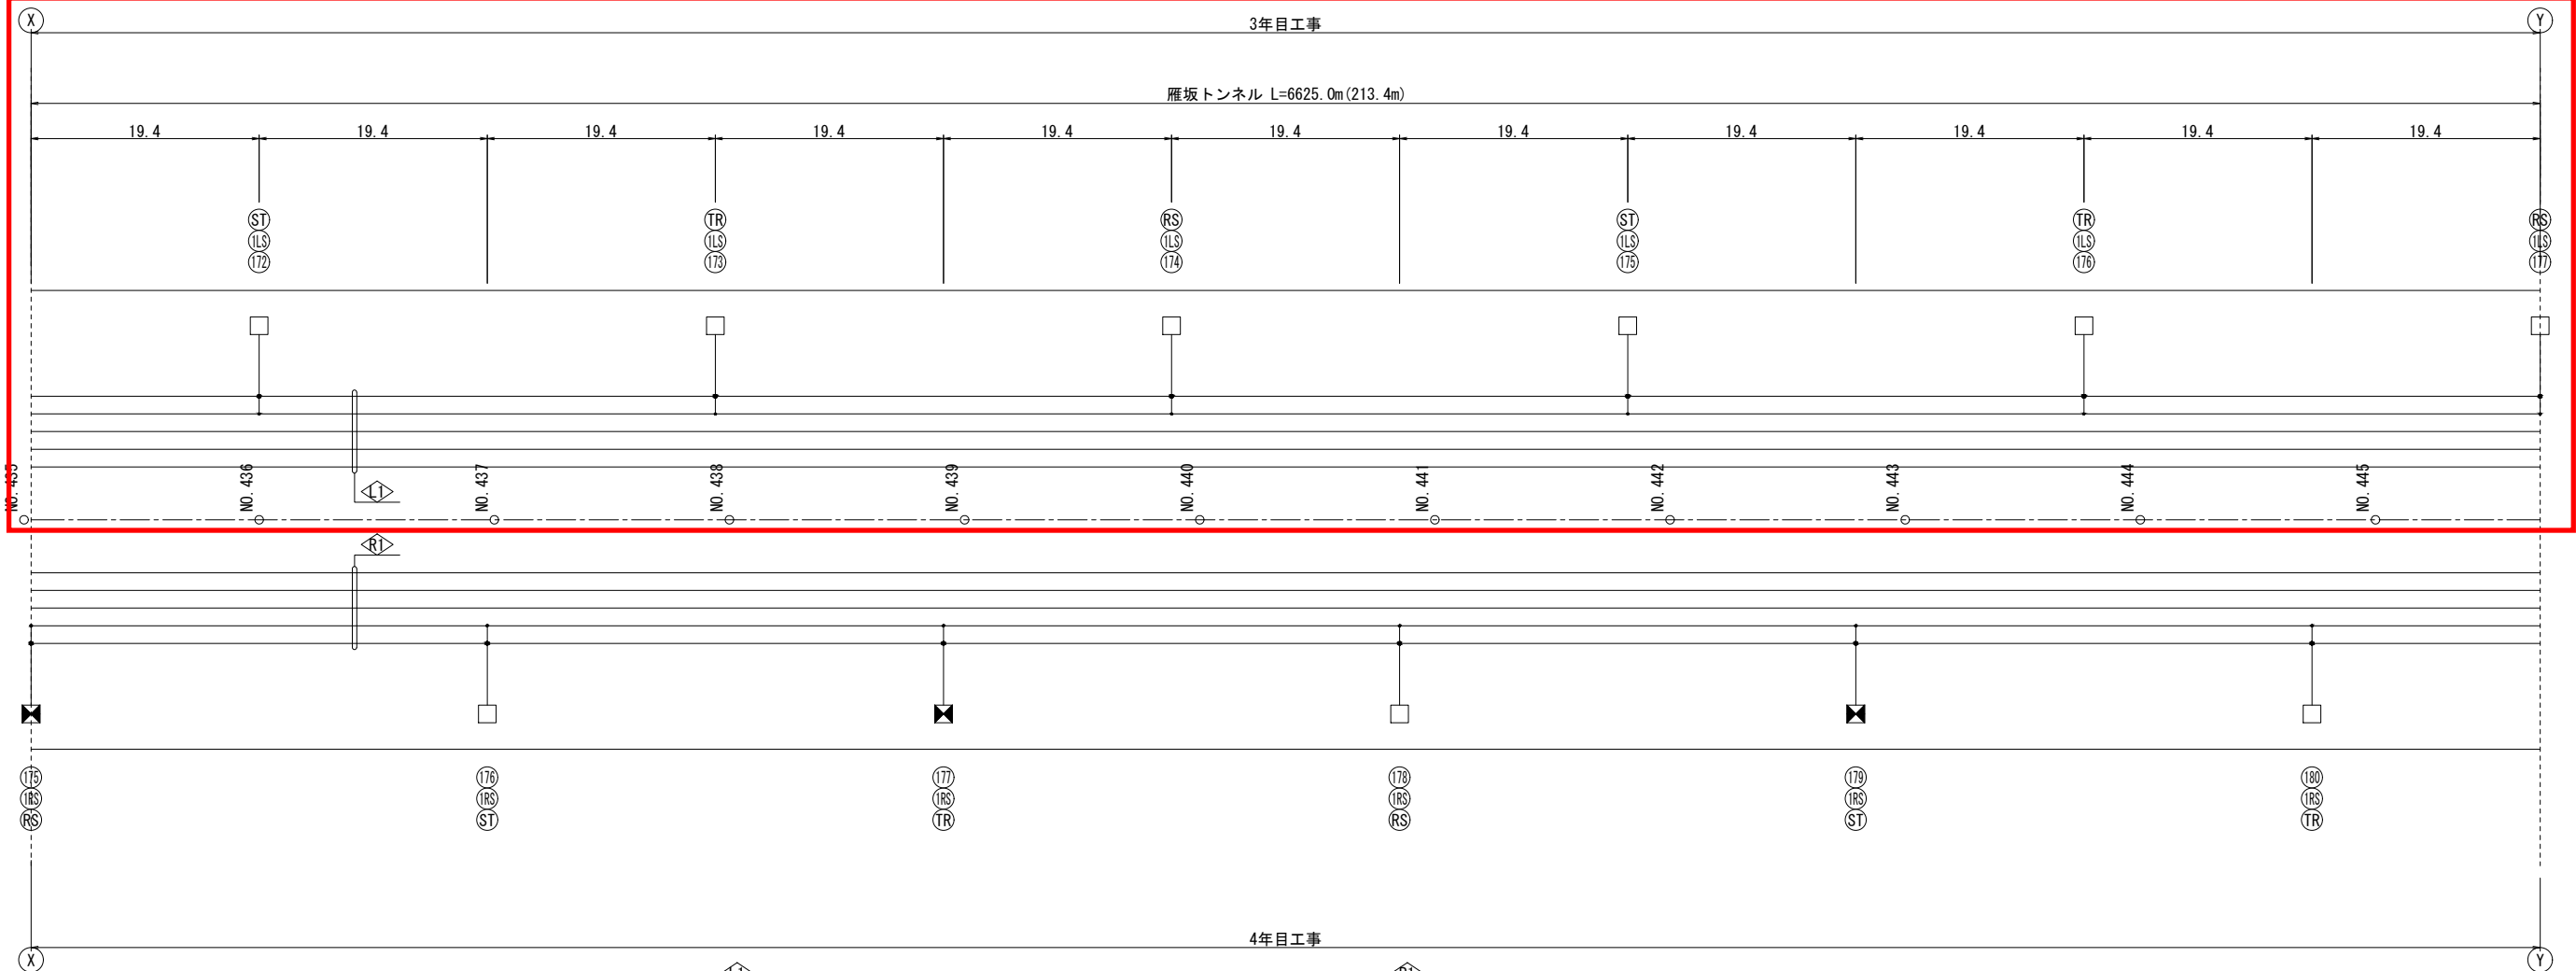 X Y
3年目工事
雁坂トンネル L=6625.0m(213.4m)
19.4 19.4 19.4 19.4 19.4 19.4 19.4 19.4 19.4 19.4 19.4
ST TR RS ST TR RS
1LS 1LS 1LS 1LS 1LS 1LS
172 173 174 175 176 177
NO.435 NO.436 NO.437 NO.438 NO.439 NO.440 NO.441 NO.442 NO.443 NO.444 NO.445
L1
R1
175 176 177 178 179 180
1RS 1RS 1RS 1RS 1RS 1RS
RS ST TR RS ST TR
4年目工事
X Y
L1 R1